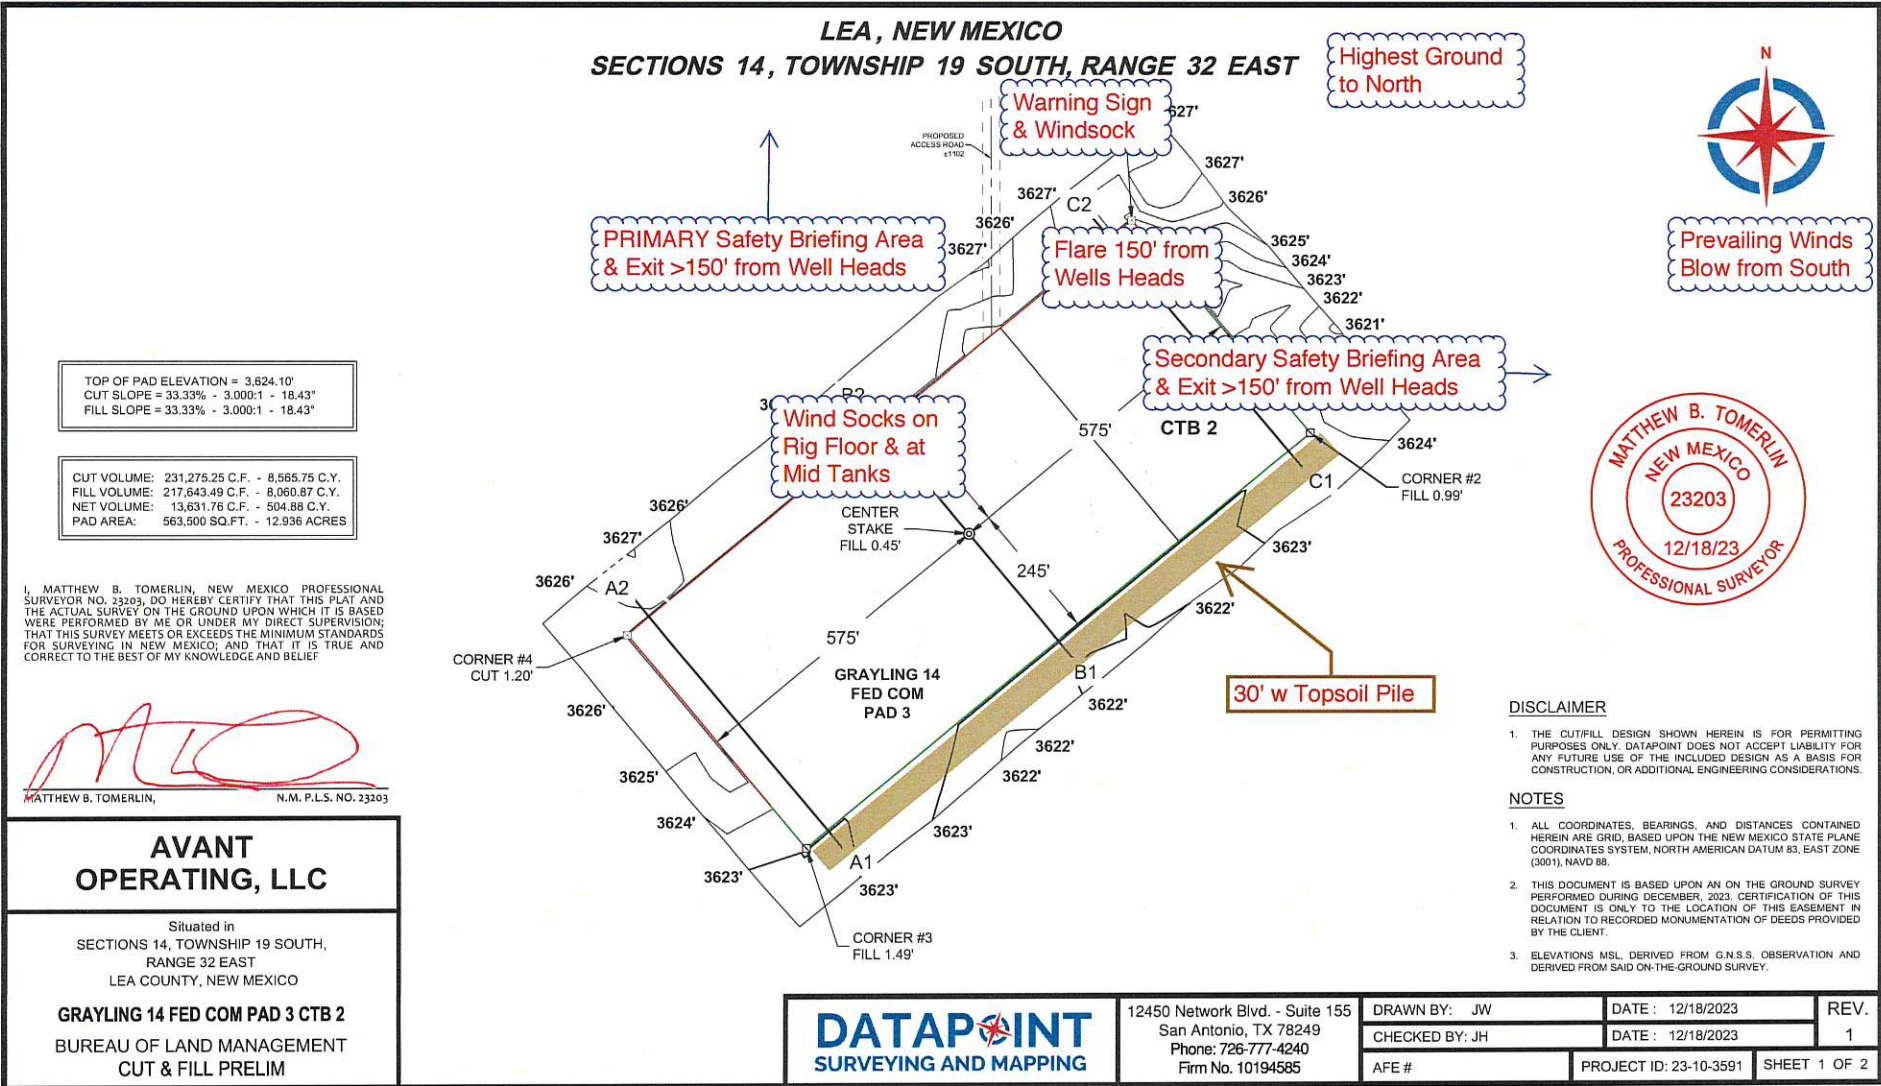 LEA, NEW MEXICO
SECTIONS 14, TOWNSHIP 19 SOUTH, RANGE 32 EAST
Highest Ground
to North
N
Warning Sign
& Windsock
627'
PROPOSED
ACCESS ROAD
±1102
3627'
3627'
3626'
C2
3626'
3627'
PRIMARY Safety Briefing Area
& Exit >150' from Well Heads
Flare 150' from
Wells Heads
3625'
3624'
3623'
3622'
3621'
Prevailing Winds
Blow from South
Secondary Safety Briefing Area
& Exit >150' from Well Heads
TOP OF PAD ELEVATION = 3,624.10'
CUT SLOPE = 33.33% - 3.000:1 - 18.43°
FILL SLOPE = 33.33% - 3.000:1 - 18.43°
B2
Wind Socks on
Rig Floor & at
Mid Tanks
575'
CTB 2
3624'
CORNER #2
FILL 0.99'
C1
MATTHEW B. TOMERLIN
NEW MEXICO
23203
12/18/23
PROFESSIONAL SURVEYOR
CUT VOLUME: 231,275.25 C.F. - 8,565.75 C.Y.
FILL VOLUME: 217,643.49 C.F. - 8,060.87 C.Y.
NET VOLUME: 13,631.76 C.F. - 504.88 C.Y.
PAD AREA: 563,500 SQ.FT. - 12.936 ACRES
3626'
3627'
CENTER
STAKE
FILL 0.45'
3623'
245'
3626'
A2
3622'
I, MATTHEW B. TOMERLIN, NEW MEXICO PROFESSIONAL
SURVEYOR NO. 23203, DO HEREBY CERTIFY THAT THIS PLAT AND
THE ACTUAL SURVEY ON THE GROUND UPON WHICH IT IS BASED
WERE PERFORMED BY ME OR UNDER MY DIRECT SUPERVISION;
THAT THIS SURVEY MEETS OR EXCEEDS THE MINIMUM STANDARDS
FOR SURVEYING IN NEW MEXICO; AND THAT IT IS TRUE AND
CORRECT TO THE BEST OF MY KNOWLEDGE AND BELIEF
575'
CORNER #4
CUT 1.20'
GRAYLING 14
FED COM
PAD 3
B1
30' w Topsoil Pile
3626'
3622'
3622'
3622'
3625'
3624'
3623'
3623'
A1
3623'
CORNER #3
FILL 1.49'
MATTHEW B. TOMERLIN, N.M. P.L.S. NO. 23203
AVANT
OPERATING, LLC
Situated in
SECTIONS 14, TOWNSHIP 19 SOUTH,
RANGE 32 EAST
LEA COUNTY, NEW MEXICO
GRAYLING 14 FED COM PAD 3 CTB 2
BUREAU OF LAND MANAGEMENT
CUT & FILL PRELIM
DISCLAIMER
1. THE CUT/FILL DESIGN SHOWN HEREIN IS FOR PERMITTING
PURPOSES ONLY. DATAPOINT DOES NOT ACCEPT LIABILITY FOR
ANY FUTURE USE OF THE INCLUDED DESIGN AS A BASIS FOR
CONSTRUCTION, OR ADDITIONAL ENGINEERING CONSIDERATIONS.
NOTES
1. ALL COORDINATES, BEARINGS, AND DISTANCES CONTAINED
HEREIN ARE GRID, BASED UPON THE NEW MEXICO STATE PLANE
COORDINATES SYSTEM, NORTH AMERICAN DATUM 83, EAST ZONE
(3001), NAVD 88.
2. THIS DOCUMENT IS BASED UPON AN ON THE GROUND SURVEY
PERFORMED DURING DECEMBER, 2023. CERTIFICATION OF THIS
DOCUMENT IS ONLY TO THE LOCATION OF THIS EASEMENT IN
RELATION TO RECORDED MONUMENTATION OF DEEDS PROVIDED
BY THE CLIENT.
3. ELEVATIONS MSL, DERIVED FROM G.N.S.S. OBSERVATION AND
DERIVED FROM SAID ON-THE-GROUND SURVEY.
DATAPOINT
SURVEYING AND MAPPING
12450 Network Blvd. - Suite 155
San Antonio, TX 78249
Phone: 726-777-4240
Firm No. 10194585
DRAWN BY: JW
DATE : 12/18/2023
REV.
1
CHECKED BY: JH
DATE : 12/18/2023
AFE #
PROJECT ID: 23-10-3591
SHEET 1 OF 2